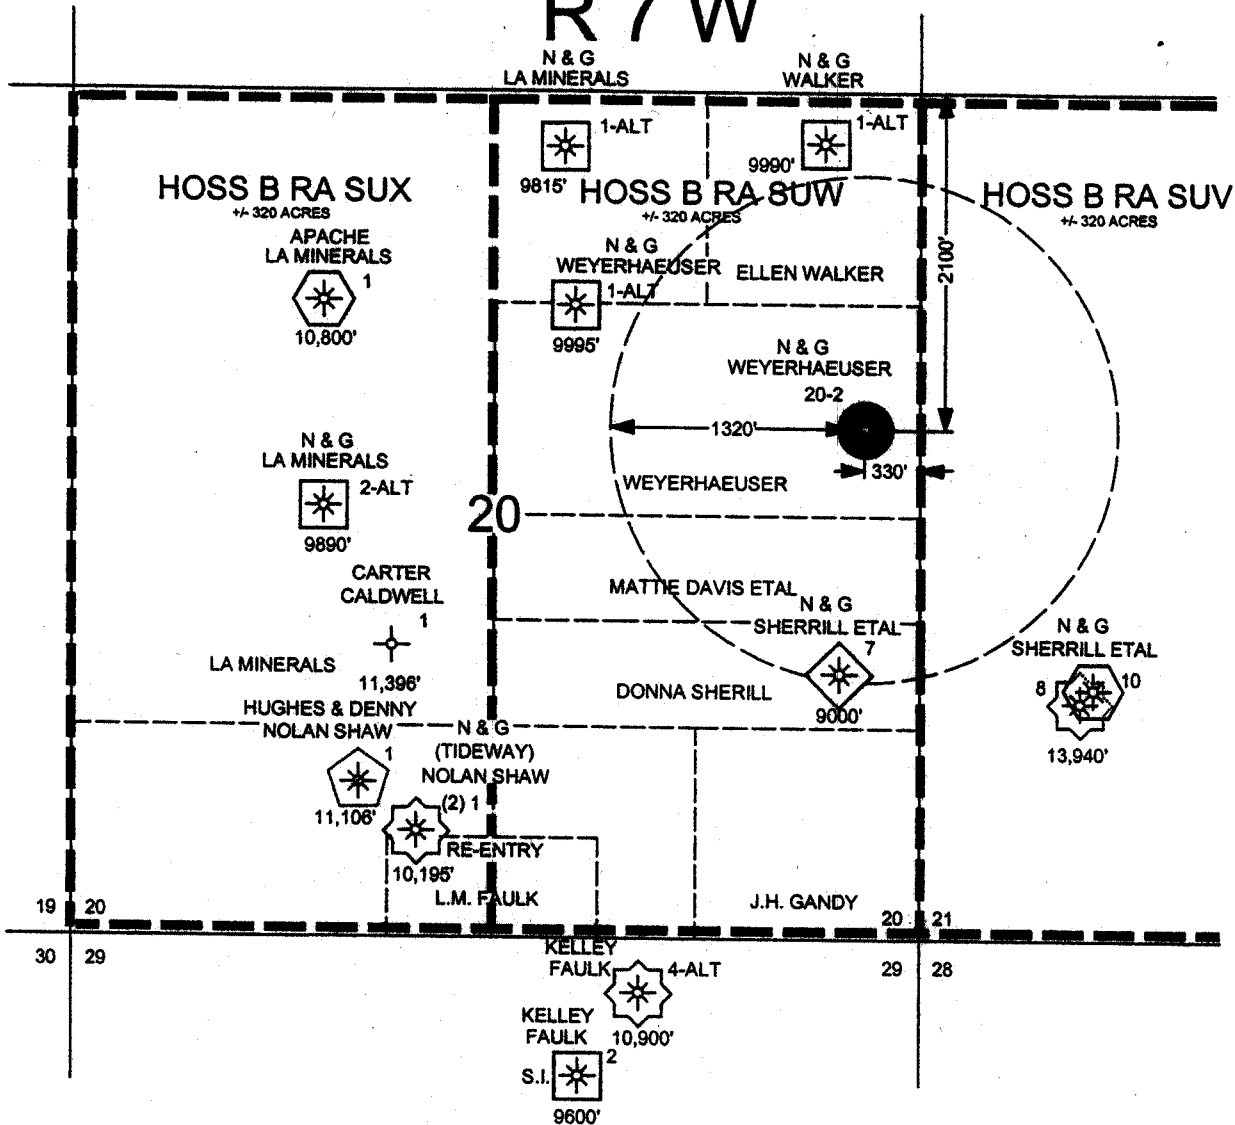 R 7 W
N & G
LA MINERALS
1-ALT
9815'
N & G
WALKER
1-ALT
9990'
HOSS B RA SUX
+/- 320 ACRES
HOSS B RA SUW
+/- 320 ACRES
HOSS B RA SUV
+/- 320 ACRES
APACHE
LA MINERALS
1
10,800'
N & G
WEYERHAEUSER
1-ALT
9995'
ELLEN WALKER
2100'
N & G
WEYERHAEUSER
20-2
1320'
330'
WEYERHAEUSER
N & G
LA MINERALS
2-ALT
9890'
20
CARTER
CALDWELL
1
11,396'
LA MINERALS
MATTIE DAVIS ETAL
N & G
SHERRILL ETAL
7
9000'
DONNA SHERILL
N & G
SHERRILL ETAL
8
10
13,940'
HUGHES & DENNY
NOLAN SHAW
1
11,106'
N & G
(TIDEWAY)
NOLAN SHAW
(2) 1
RE-ENTRY
10,195'
L.M. FAULK
J.H. GANDY
19 20
20 21
30 29
29 28
KELLEY
FAULK
4-ALT
10,900'
KELLEY
FAULK
2
S.I.
9600'